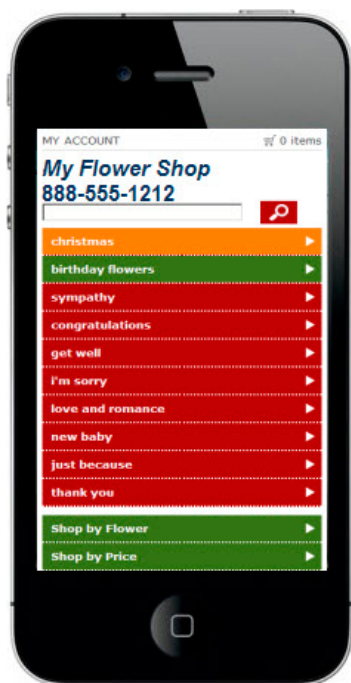 MY ACCOUNT 0 items
My Flower Shop
888-555-1212
christmas
birthday flowers
sympathy
congratulations
get well
i'm sorry
love and romance
new baby
just because
thank you
Shop by Flower
Shop by Price